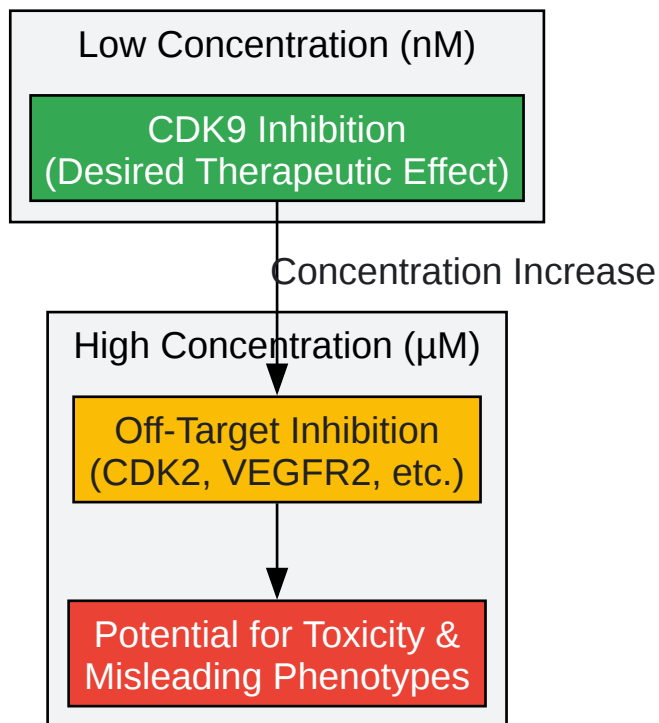 Low Concentration (nM)
CDK9 Inhibition
(Desired Therapeutic Effect)
Concentration Increase
High Concentration (µM)
Off-Target Inhibition
(CDK2, VEGFR2, etc.)
Potential for Toxicity &
Misleading Phenotypes